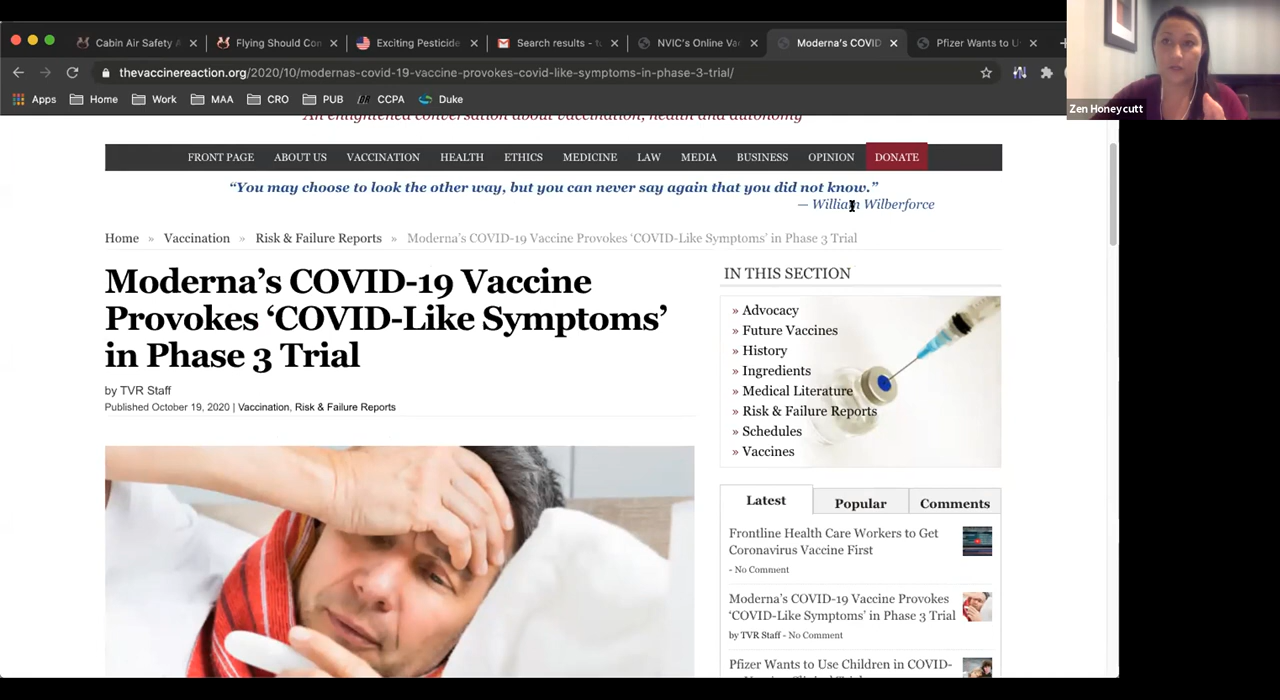 Cabin Air Safety A
Flying Should Con
Exciting Pesticide
Search results - t
NVIC's Online Vac
Moderna's COVID
Pfizer Wants to U
thevaccinereaction.org/2020/10/modernas-covid-19-vaccine-provokes-covid-like-symptoms-in-phase-3-trial/
Apps
Home
Work
MAA
CRO
PUB
CCPA
Duke
Zen Honeycutt
An enlightened conversation about vaccination, health and autonomy
FRONT PAGE ABOUT US VACCINATION HEALTH ETHICS MEDICINE LAW MEDIA BUSINESS OPINION DONATE
“You may choose to look the other way, but you can never say again that you did not know.”
— William Wilberforce
Home » Vaccination » Risk & Failure Reports » Moderna’s COVID-19 Vaccine Provokes ‘COVID-Like Symptoms’ in Phase 3 Trial
Moderna’s COVID-19 Vaccine
Provokes ‘COVID-Like Symptoms’
in Phase 3 Trial
by TVR Staff
Published October 19, 2020 | Vaccination, Risk & Failure Reports
IN THIS SECTION
» Advocacy
» Future Vaccines
» History
» Ingredients
» Medical Literature
» Risk & Failure Reports
» Schedules
» Vaccines
Latest
Popular
Comments
Frontline Health Care Workers to Get
Coronavirus Vaccine First
- No Comment
Moderna’s COVID-19 Vaccine Provokes
‘COVID-Like Symptoms’ in Phase 3 Trial
by TVR Staff - No Comment
Pfizer Wants to Use Children in COVID-